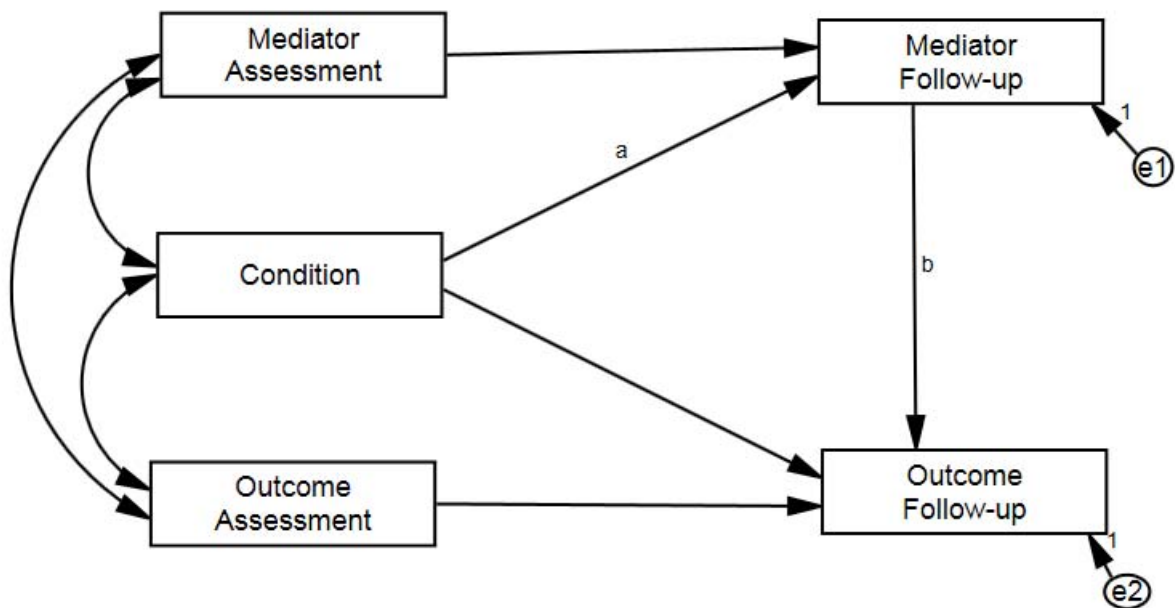 Mediator
Assessment
Mediator
Follow-up
1
e1
a
Condition
b
Outcome
Assessment
Outcome
Follow-up
1
e2